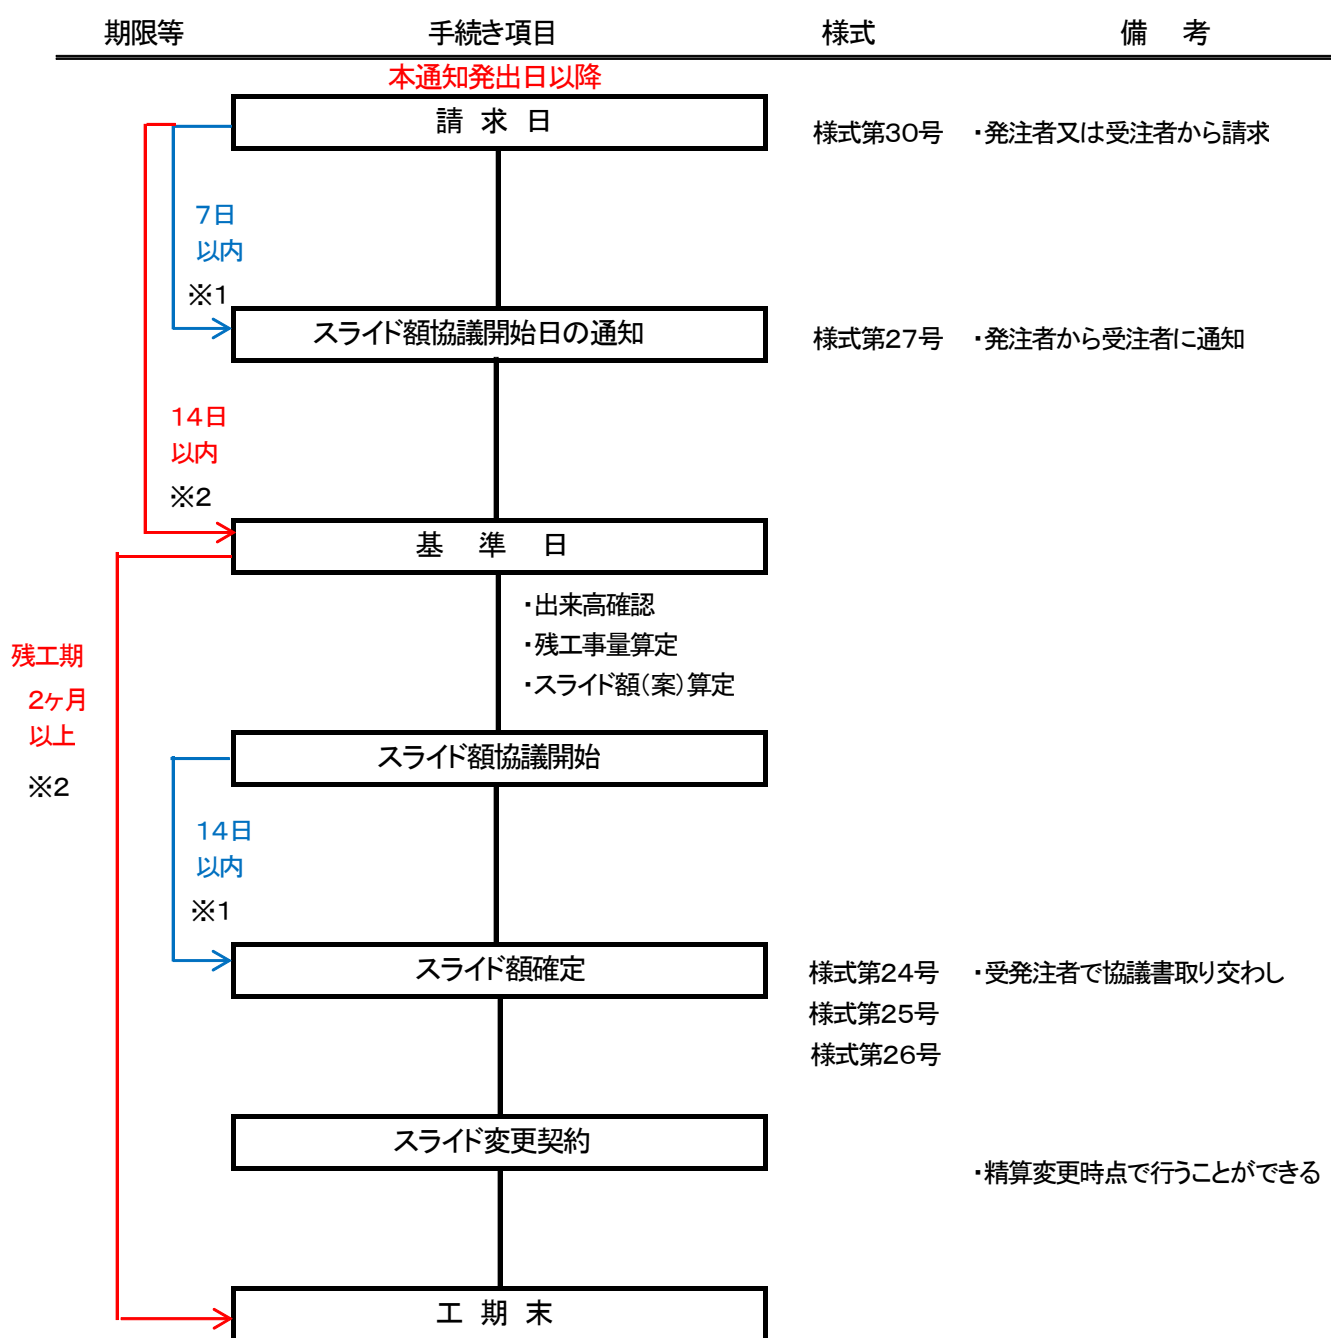 期限等 手続き項目 様式 備 考
本通知発出日以降
請 求 日 様式第30号 ・発注者又は受注者から請求
7日
以内
※1
スライド額協議開始日の通知 様式第27号 ・発注者から受注者に通知
14日
以内
※2
基 準 日
・出来高確認
・残工事量算定
・スライド額(案)算定
残工期
2ヶ月
以上
※2
スライド額協議開始
14日
以内
※1
スライド額確定 様式第24号 ・受発注者で協議書取り交わし
様式第25号
様式第26号
スライド変更契約
・精算変更時点で行うことができる
工 期 末